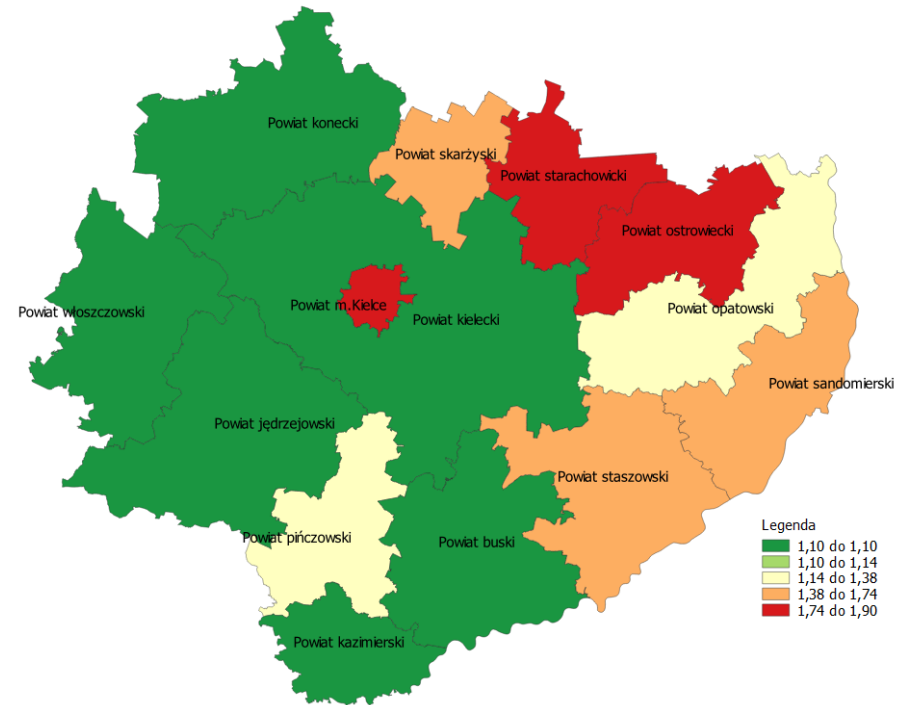 Powiat konecki
Powiat skarżyski
Powiat starachowicki
Powiat ostrowiecki
Powiat włoszczowski
Powiat m.Kielce
Powiat kielecki
Powiat opatowski
Powiat sandomierski
Powiat jędrzejowski
Powiat staszowski
Powiat pińczowski
Powiat buski
Powiat kazimierski
Legenda
1,10 do 1,10
1,10 do 1,14
1,14 do 1,38
1,38 do 1,74
1,74 do 1,90